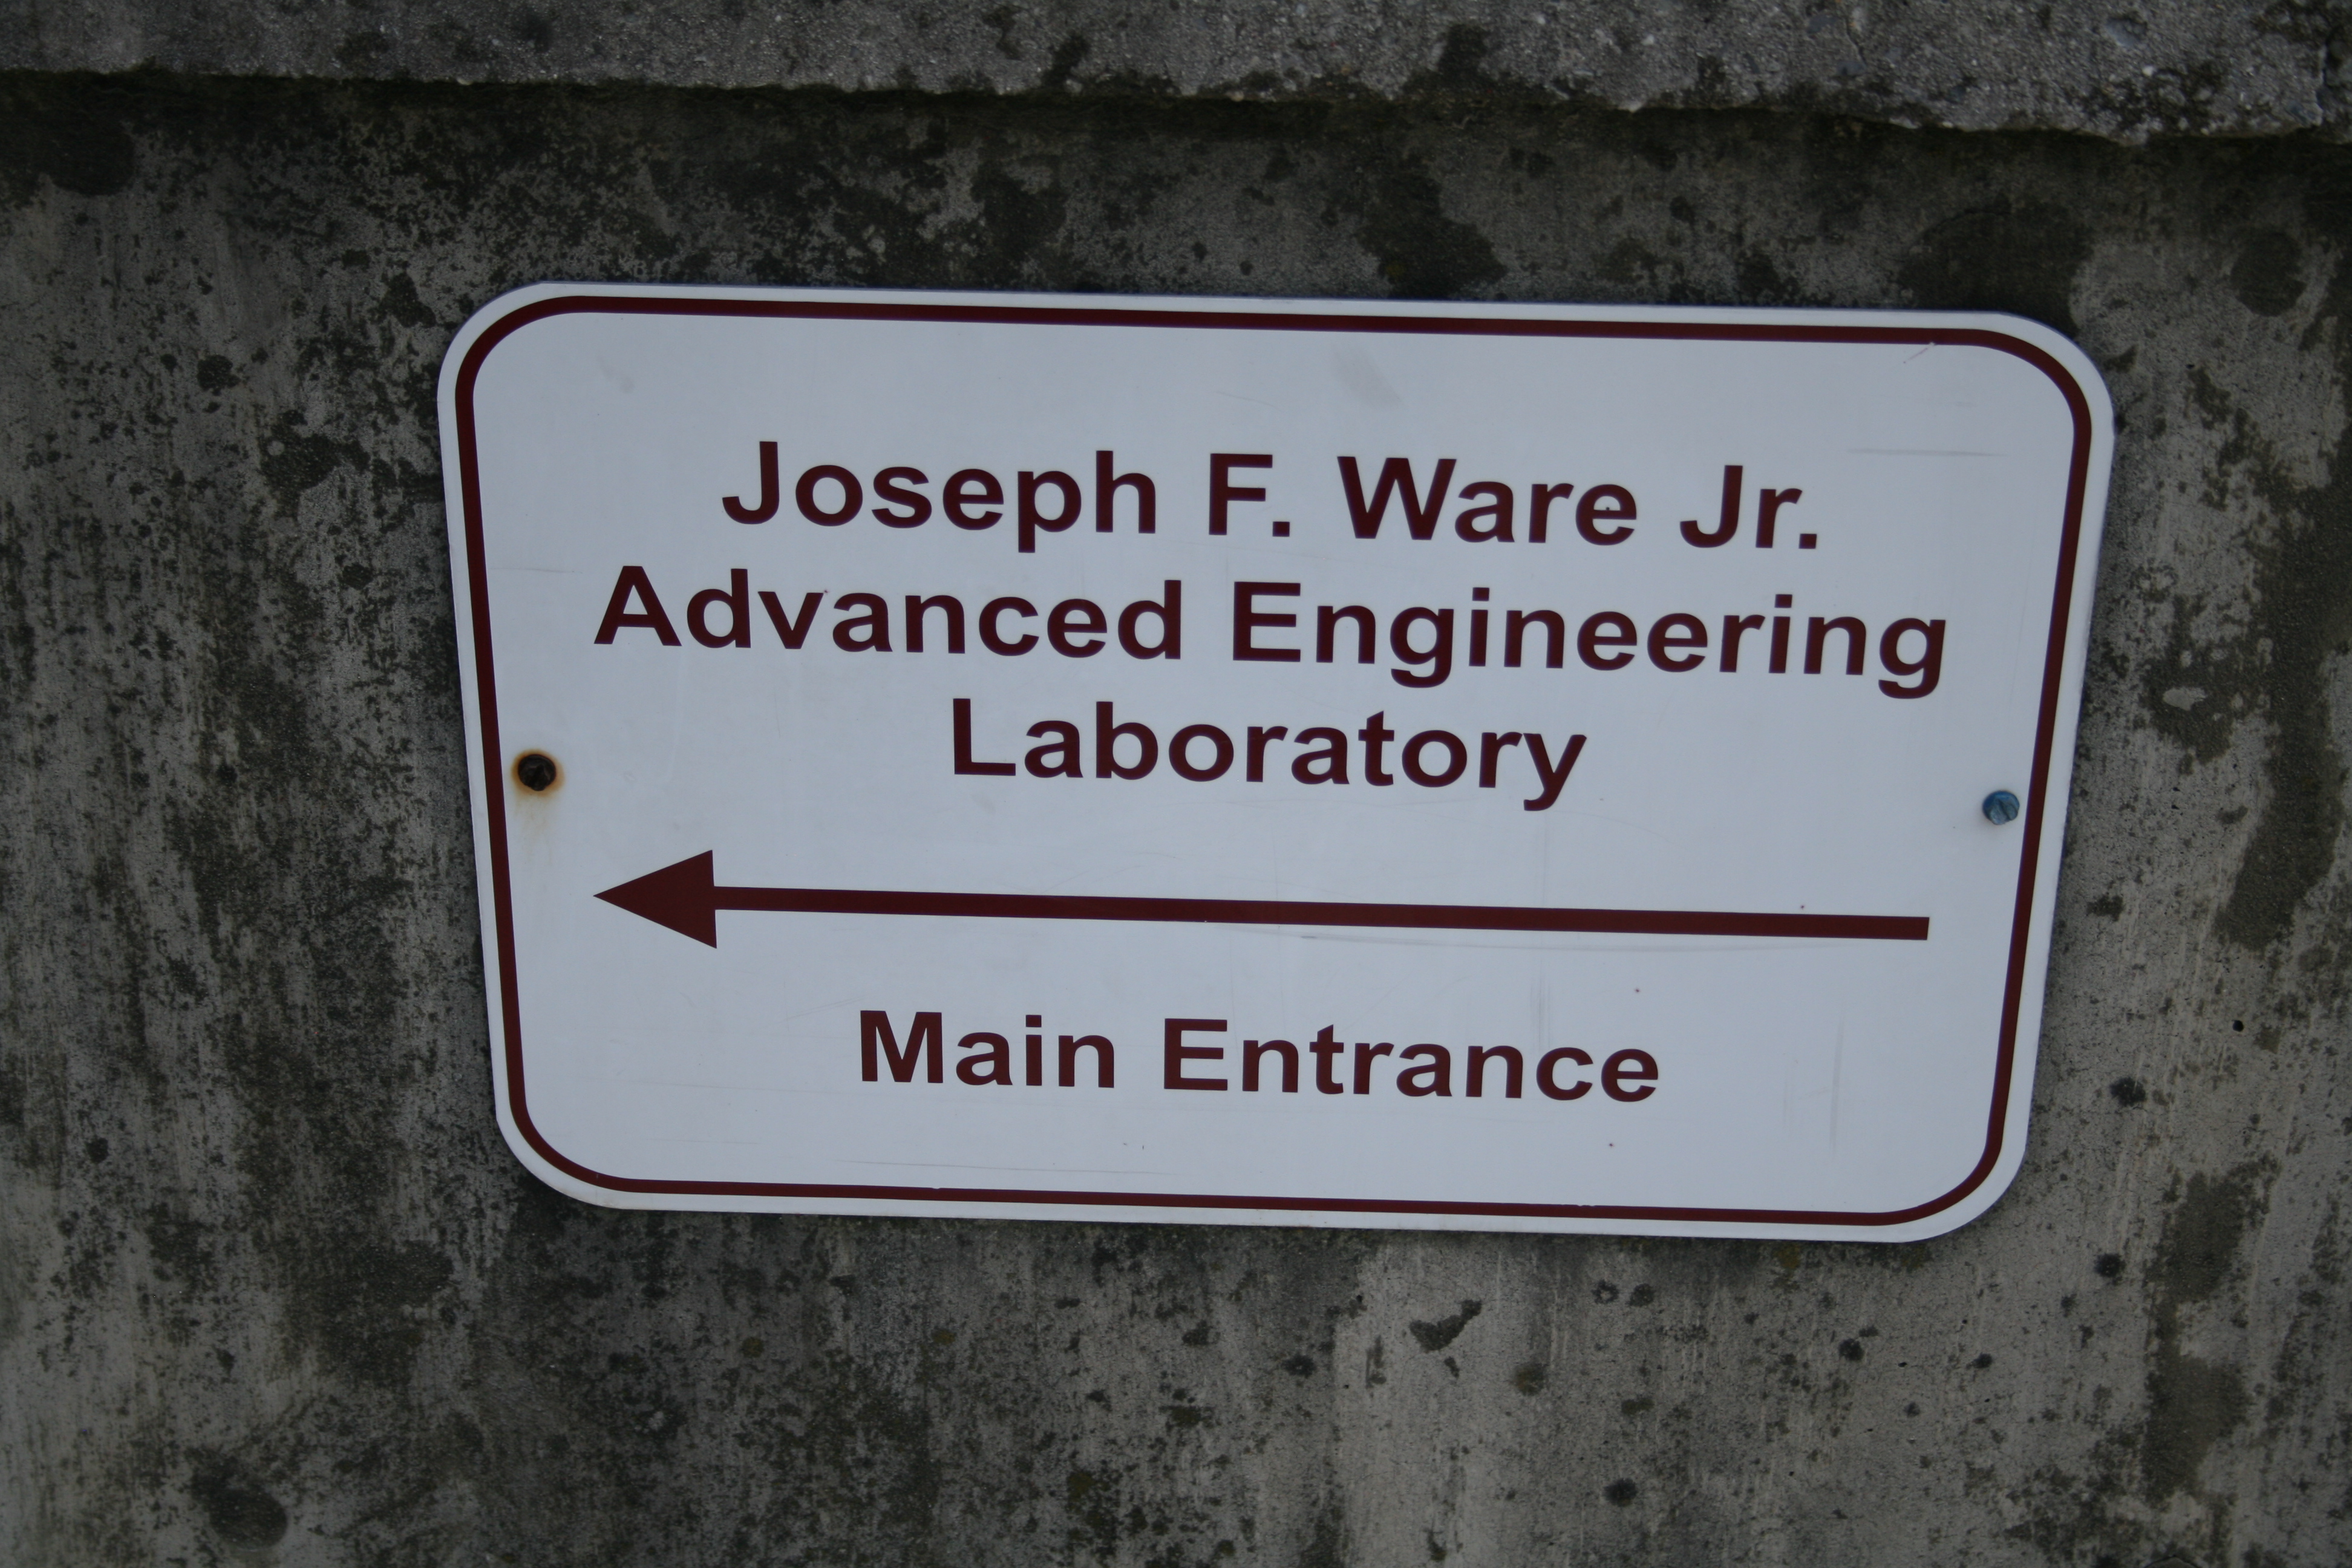 Joseph F. Ware Jr.
Advanced Engineering
Laboratory
Main Entrance